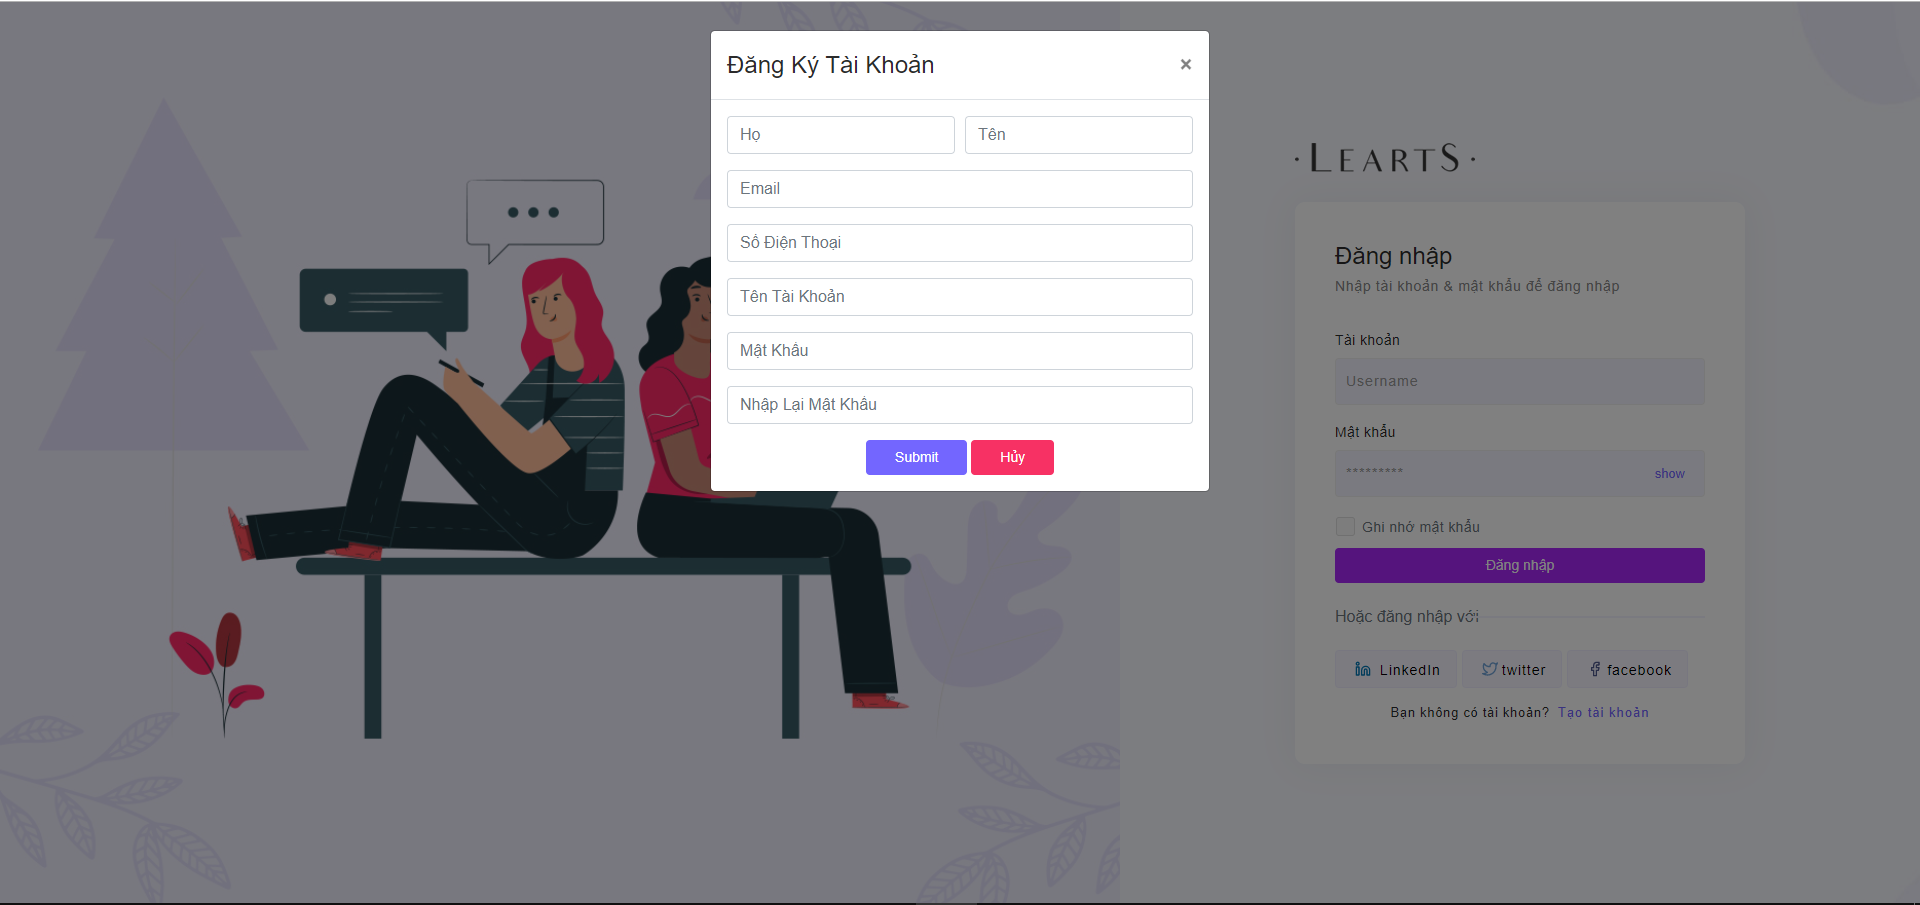 Đăng Ký Tài Khoản
×
Họ
Tên
Email
Số Điện Thoại
Tên Tài Khoản
Mật Khẩu
Nhập Lại Mật Khẩu
Submit
Hủy
·LEARTS·
Đăng nhập
Nhập tài khoản & mật khẩu để đăng nhập
Tài khoản
Username
Mật khẩu
*********
show
Ghi nhớ mật khẩu
Đăng nhập
Hoặc đăng nhập với
LinkedIn
twitter
facebook
Bạn không có tài khoản? Tạo tài khoản